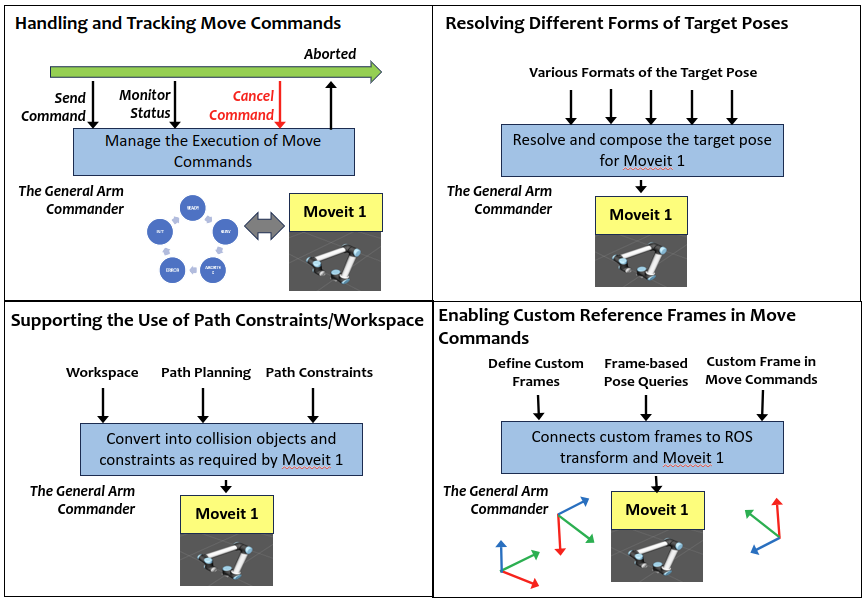 Handling and Tracking Move Commands
Aborted
Send
Command
Monitor
Status
Cancel
Command
Manage the Execution of Move
Commands
The General Arm
Commander
READY
BUSY
ERROR
Moveit 1
Resolving Different Forms of Target Poses
Various Formats of the Target Pose
Resolve and compose the target pose
for Moveit 1
The General Arm
Commander
Moveit 1
Supporting the Use of Path Constraints/Workspace
Workspace
Path Planning
Path Constraints
Convert into collision objects and
constraints as required by Moveit 1
The General Arm
Commander
Moveit 1
Enabling Custom Reference Frames in Move
Commands
Define Custom
Frames
Frame-based
Pose Queries
Custom Frame in
Move Commands
Connects custom frames to ROS
transform and Moveit 1
The General Arm
Commander
Moveit 1